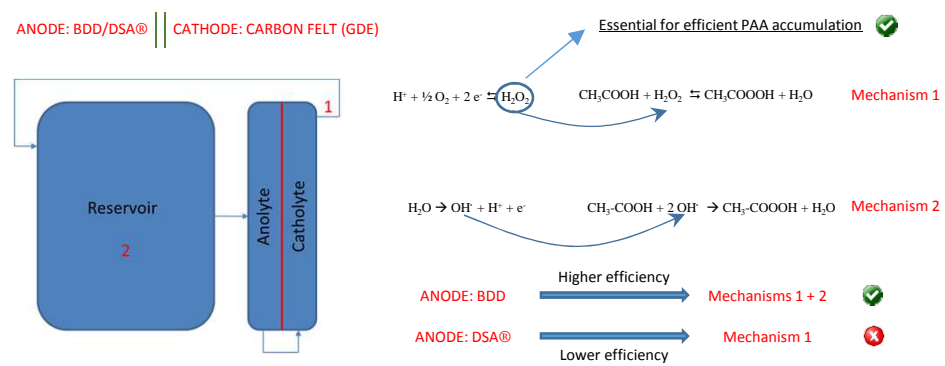 ANODE: BDD/DSA® || CATHODE: CARBON FELT (GDE)
Essential for efficient PAA accumulation
1
Reservoir
2
Anolyte
Catholyte
H⁺ + ½ O₂ + 2 e⁻ ⇆ H₂O₂
CH₃COOH + H₂O₂ ⇆ CH₃COOOH + H₂O
Mechanism 1
H₂O → OH· + H⁺ + e⁻
CH₃-COOH + 2 OH· → CH₃-COOOH + H₂O
Mechanism 2
Higher efficiency
ANODE: BDD
Mechanisms 1 + 2
ANODE: DSA®
Mechanism 1
Lower efficiency